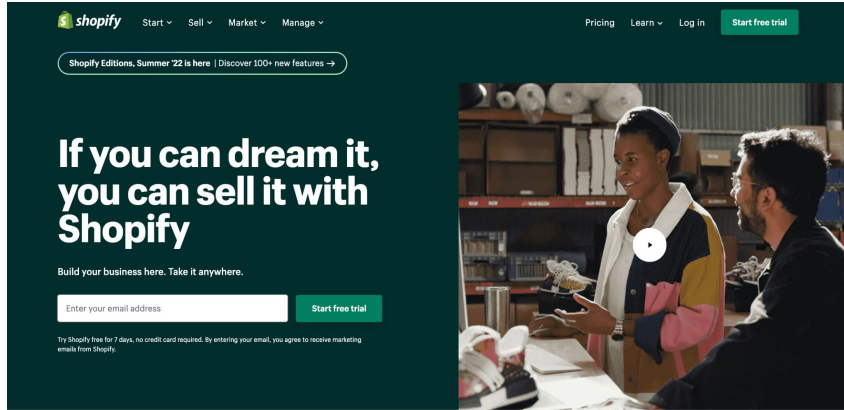 shopify
Start
Sell
Market
Manage
Pricing
Learn
Log in
Start free trial
Shopify Editions, Summer '22 is here | Discover 100+ new features →
If you can dream it,
you can sell it with
Shopify
Build your business here. Take it anywhere.
Enter your email address
Start free trial
Try Shopify free for 7 days, no credit card required. By entering your email, you agree to receive marketing
emails from Shopify.